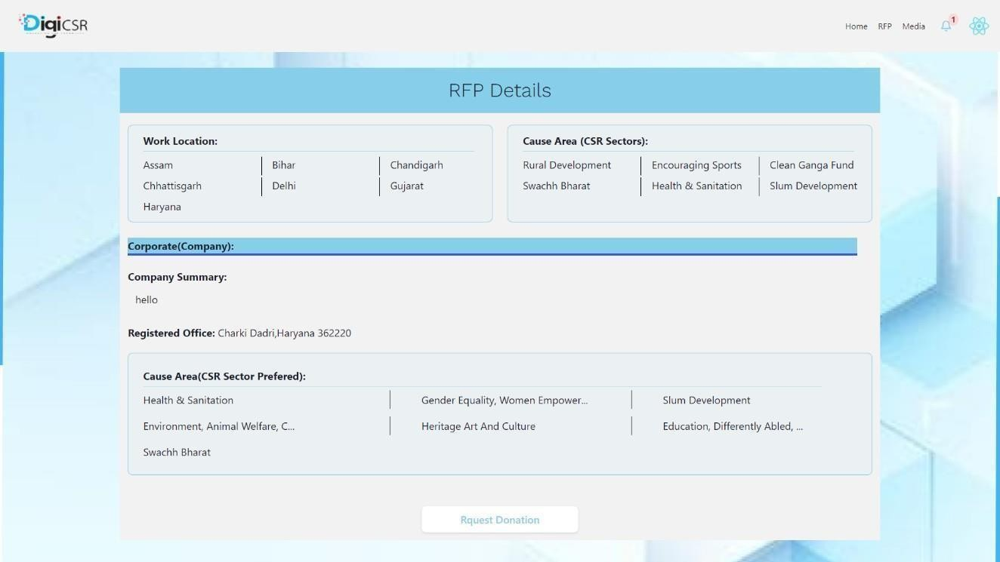 DigiCSR
Home RFP Media 1
RFP Details
Work Location:
Assam Bihar Chandigarh
Chhattisgarh Delhi Gujarat
Haryana
Cause Area (CSR Sectors):
Rural Development Encouraging Sports Clean Ganga Fund
Swachh Bharat Health & Sanitation Slum Development
Corporate(Company):
Company Summary:
hello
Registered Office: Charki Dadri,Haryana 362220
Cause Area(CSR Sector Prefered):
Health & Sanitation Gender Equality, Women Empower... Slum Development
Environment, Animal Welfare, C... Heritage Art And Culture Education, Differently Abled, ...
Swachh Bharat
Rquest Donation